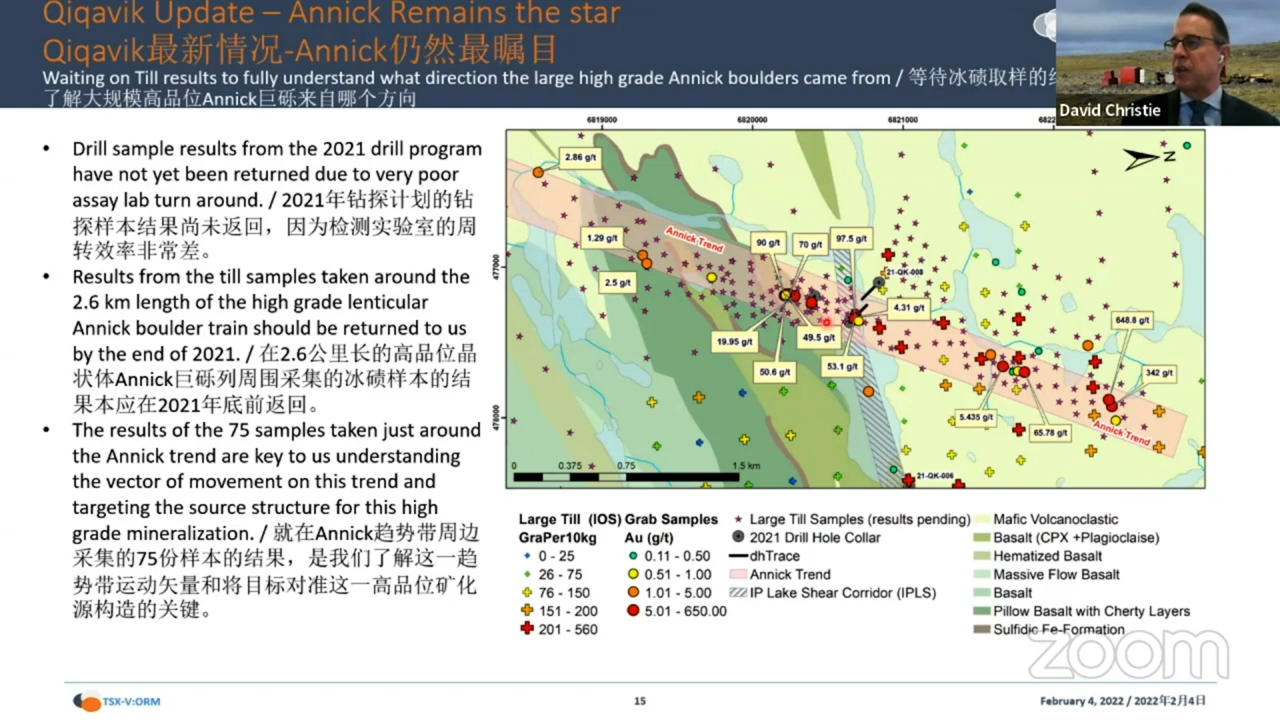 Qiqavik Update – Annick Remains the star
Qiqavik最新情况-Annick仍然最瞩目
Waiting on Till results to fully understand what direction the large high grade Annick boulders came from / 等待冰碛取样的
了解大规模高品位Annick巨砾来自哪个方向
David Christie
• Drill sample results from the 2021 drill program
have not yet been returned due to very poor
assay lab turn around. / 2021年钻探计划的钻
探样本结果尚未返回，因为检测实验室的周
转效率非常差。
• Results from the till samples taken around the
2.6 km length of the high grade lenticular
Annick boulder train should be returned to us
by the end of 2021. / 在2.6公里长的高品位晶
状体Annick巨砾列周围采集的冰碛样本的结
果本应在2021年底前返回。
• The results of the 75 samples taken just around
the Annick trend are key to us understanding
the vector of movement on this trend and
targeting the source structure for this high
grade mineralization. / 就在Annick趋势带周边
采集的75份样本的结果，是我们了解这一趋
势带运动矢量和将目标对准这一高品位矿化
源构造的关键。
6819000
6820000
6821000
477000
478000
N
2.86 g/t
1.29 g/t
Annick Trend
90 g/t
70 g/t
97.5 g/t
21-QK-008
2.5 g/t
4.31 g/t
19.95 g/t
49.5 g/t
648.8 g/t
50.6 g/t
53.1 g/t
342 g/t
5.435 g/t
65.78 g/t
Annick Trend
0 0.375 0.75 1.5 km
21-QK-006
Large Till (IOS)
GraPer10kg
0 - 25
26 - 75
76 - 150
151 - 200
201 - 560
Grab Samples
Au (g/t)
0.11 - 0.50
0.51 - 1.00
1.01 - 5.00
5.01 - 650.00
Large Till Samples (results pending)
2021 Drill Hole Collar
dhTrace
Annick Trend
IP Lake Shear Corridor (IPLS)
Mafic Volcanoclastic
Basalt (CPX +Plagioclaise)
Hematized Basalt
Massive Flow Basalt
Basalt
Pillow Basalt with Cherty Layers
Sulfidic Fe-Formation
zoom
TSX-V:ORM
15
February 4, 2022 / 2022年2月4日